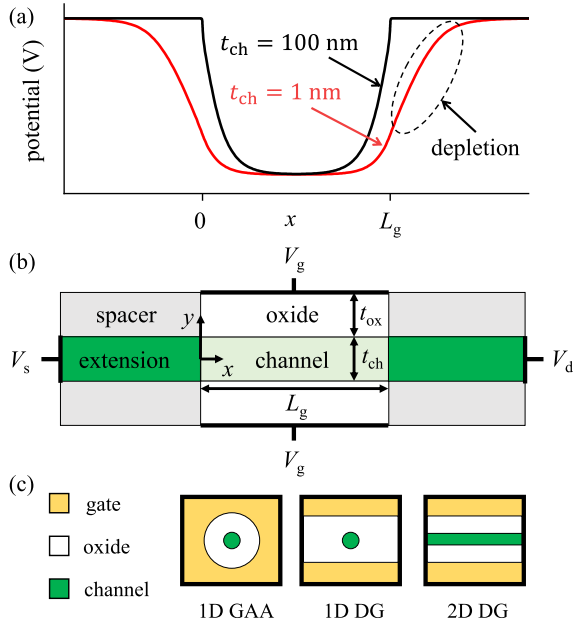 (a)
potential (V)
t_ch = 100 nm
t_ch = 1 nm
depletion
0
x
L_g
(b)
V_g
spacer
y
oxide
t_ox
V_s
extension
x
channel
t_ch
V_d
L_g
V_g
(c)
gate
oxide
channel
1D GAA
1D DG
2D DG